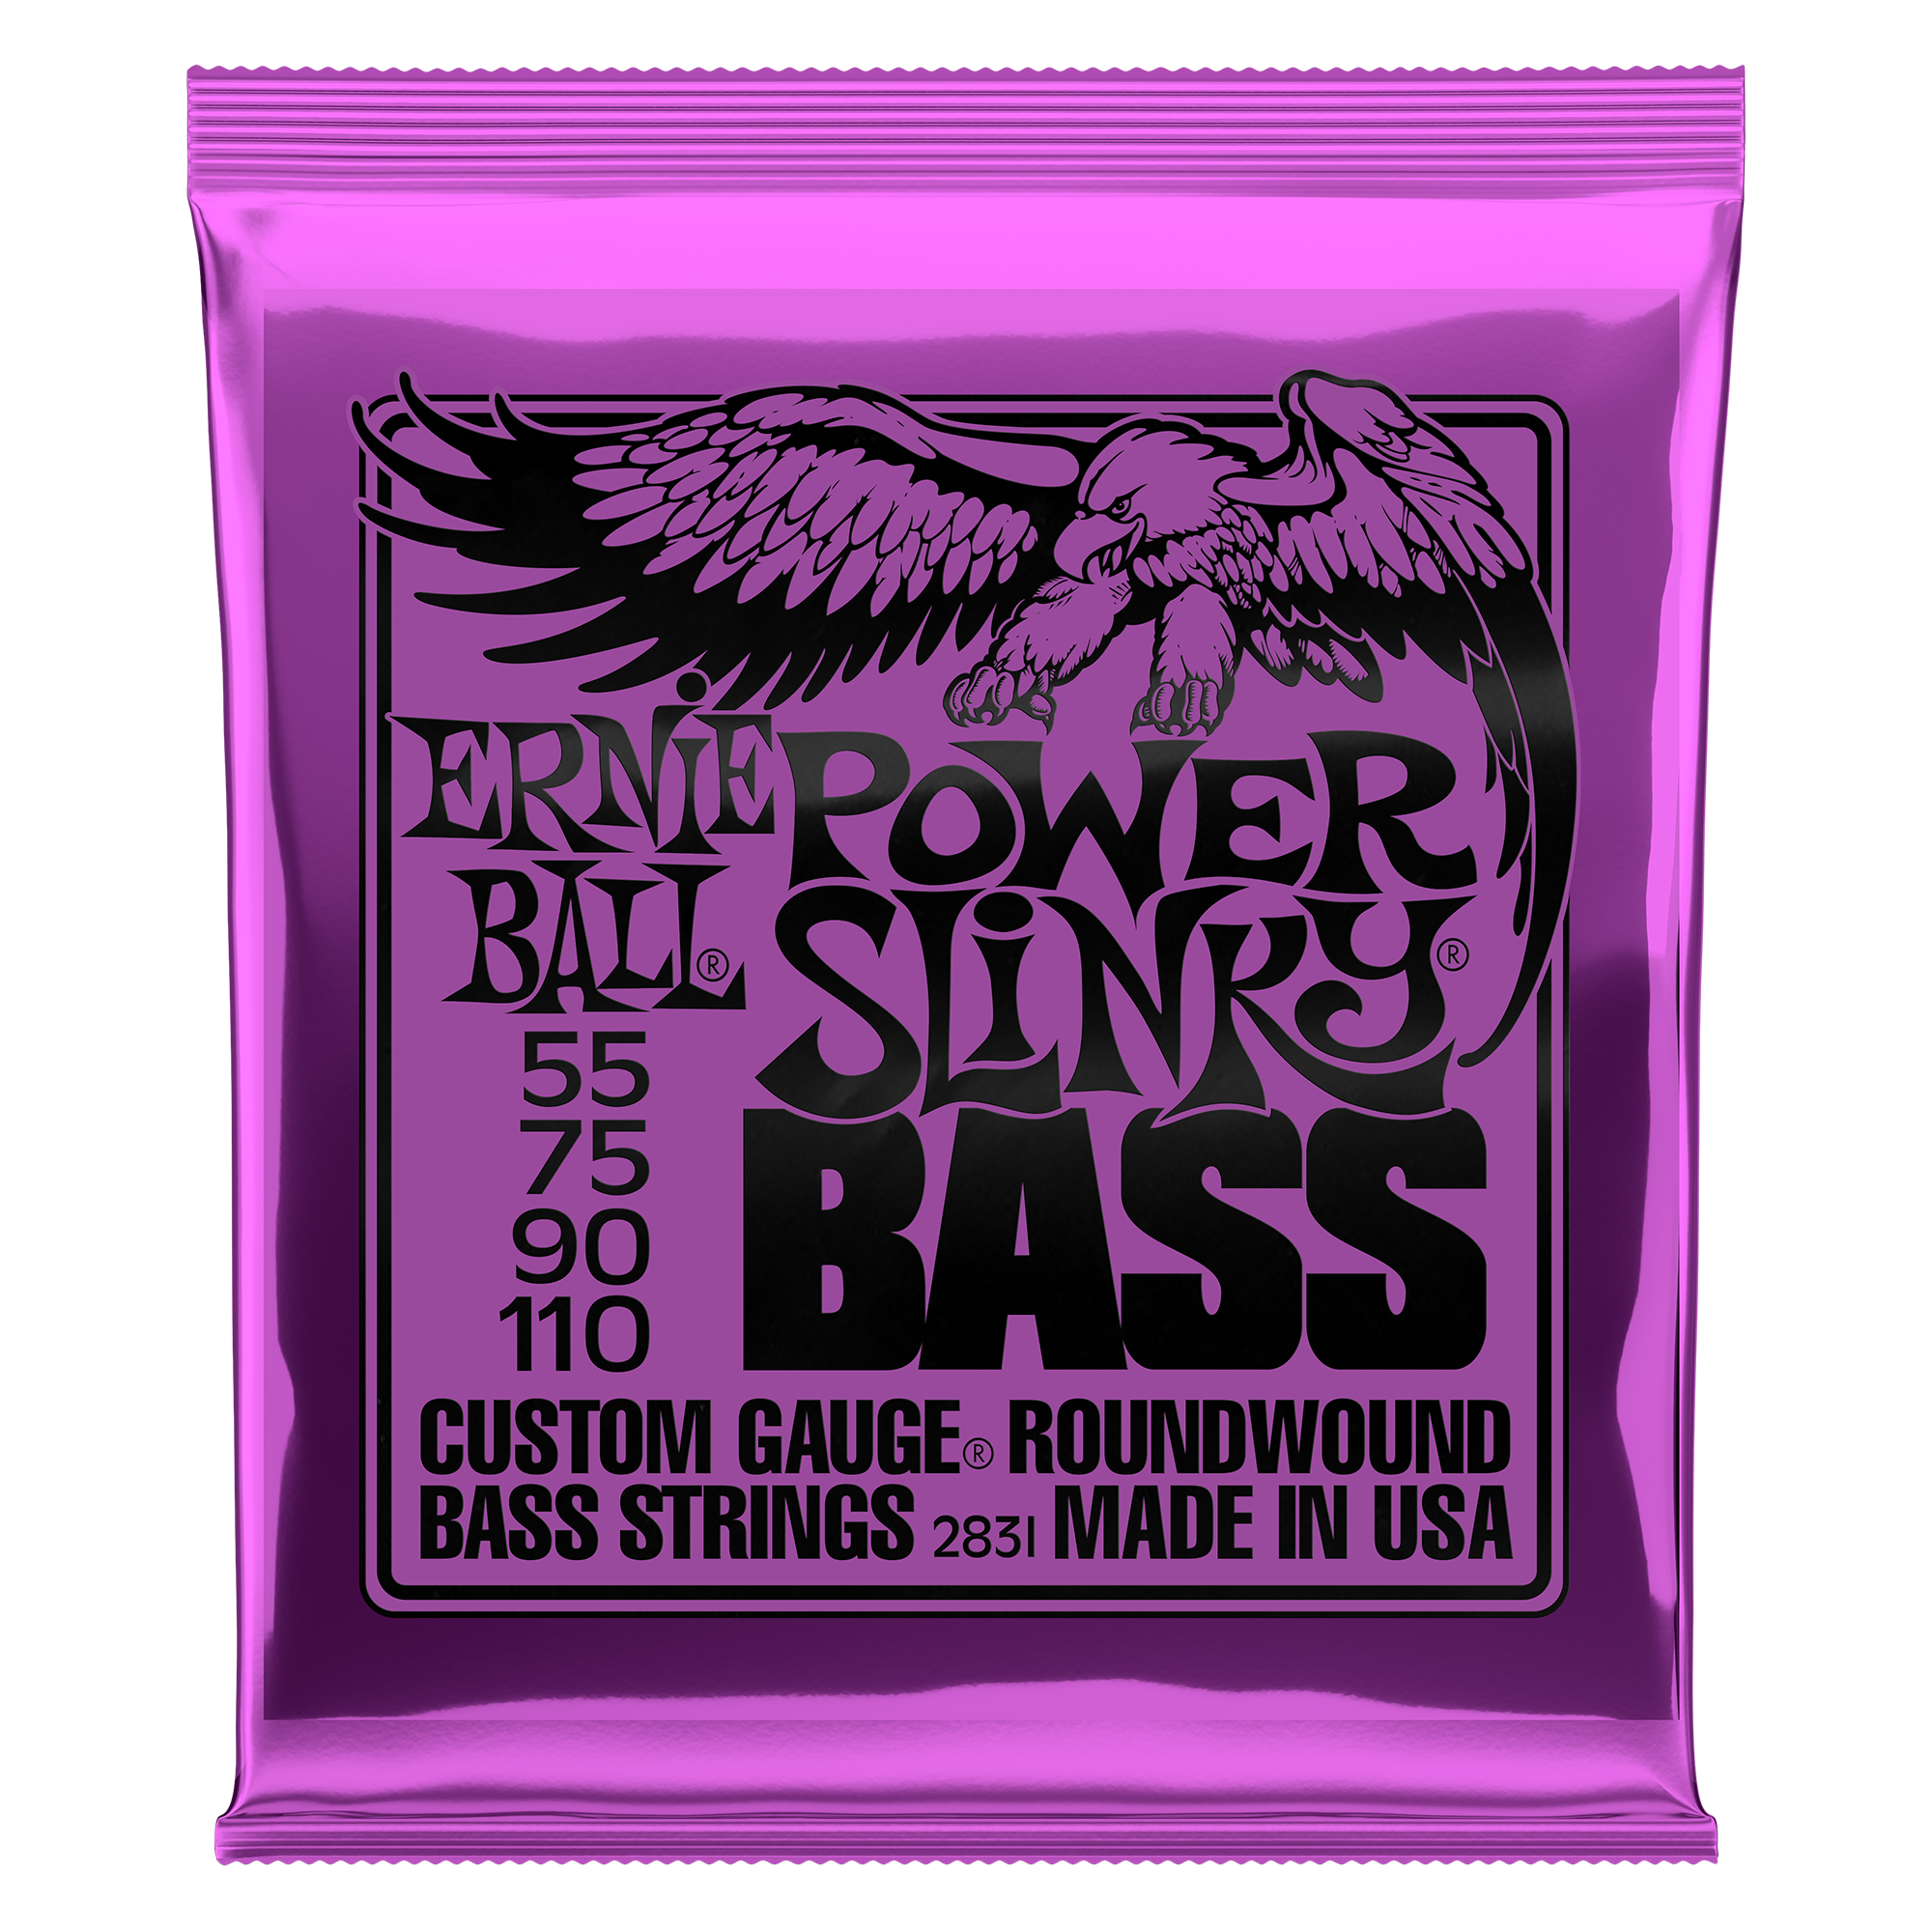 ERNiE
BALL®
POWER
SLiNKY®
BASS
55
75
90
110
CUSTOM GAUGE® ROUNDWOUND
BASS STRINGS 2831 MADE IN USA